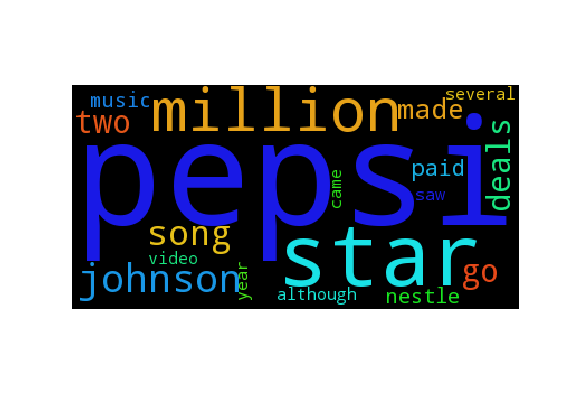 several
music
million
made
two
pepsi
deals
paid
came
saw
song
star
video
johnson
year
go
although
nestle